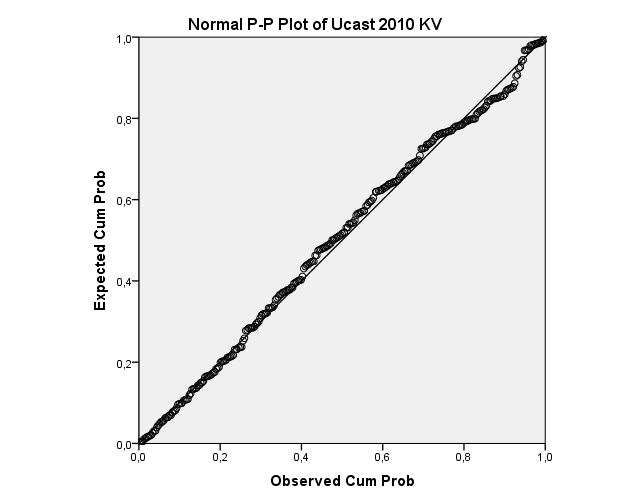 Normal P-P Plot of Ucast 2010 KV
1,0
0,8
0,6
0,4
0,2
0,0
Expected Cum Prob
0,0 0,2 0,4 0,6 0,8 1,0
Observed Cum Prob